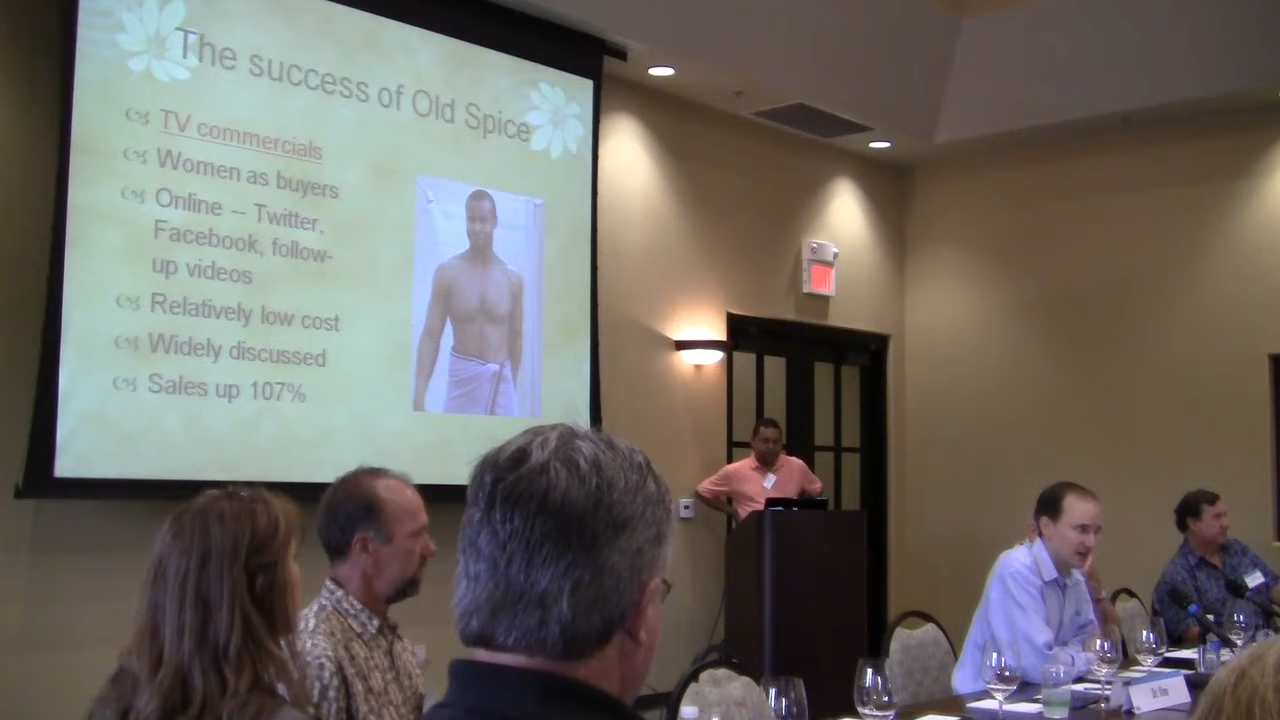 The success of Old Spice
TV commercials
Women as buyers
Online – Twitter,
Facebook, follow-
up videos
Relatively low cost
Widely discussed
Sales up 107%